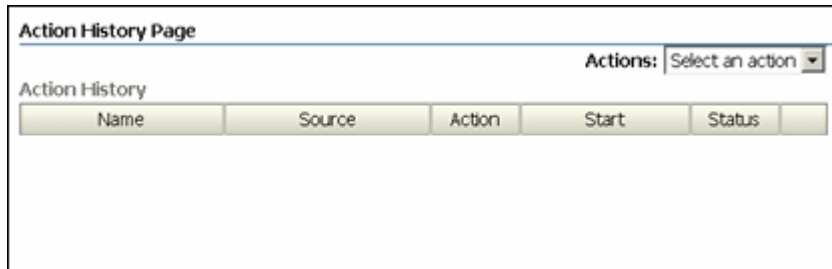 Action History Page
Actions: Select an action
Action History
Name Source Action Start Status